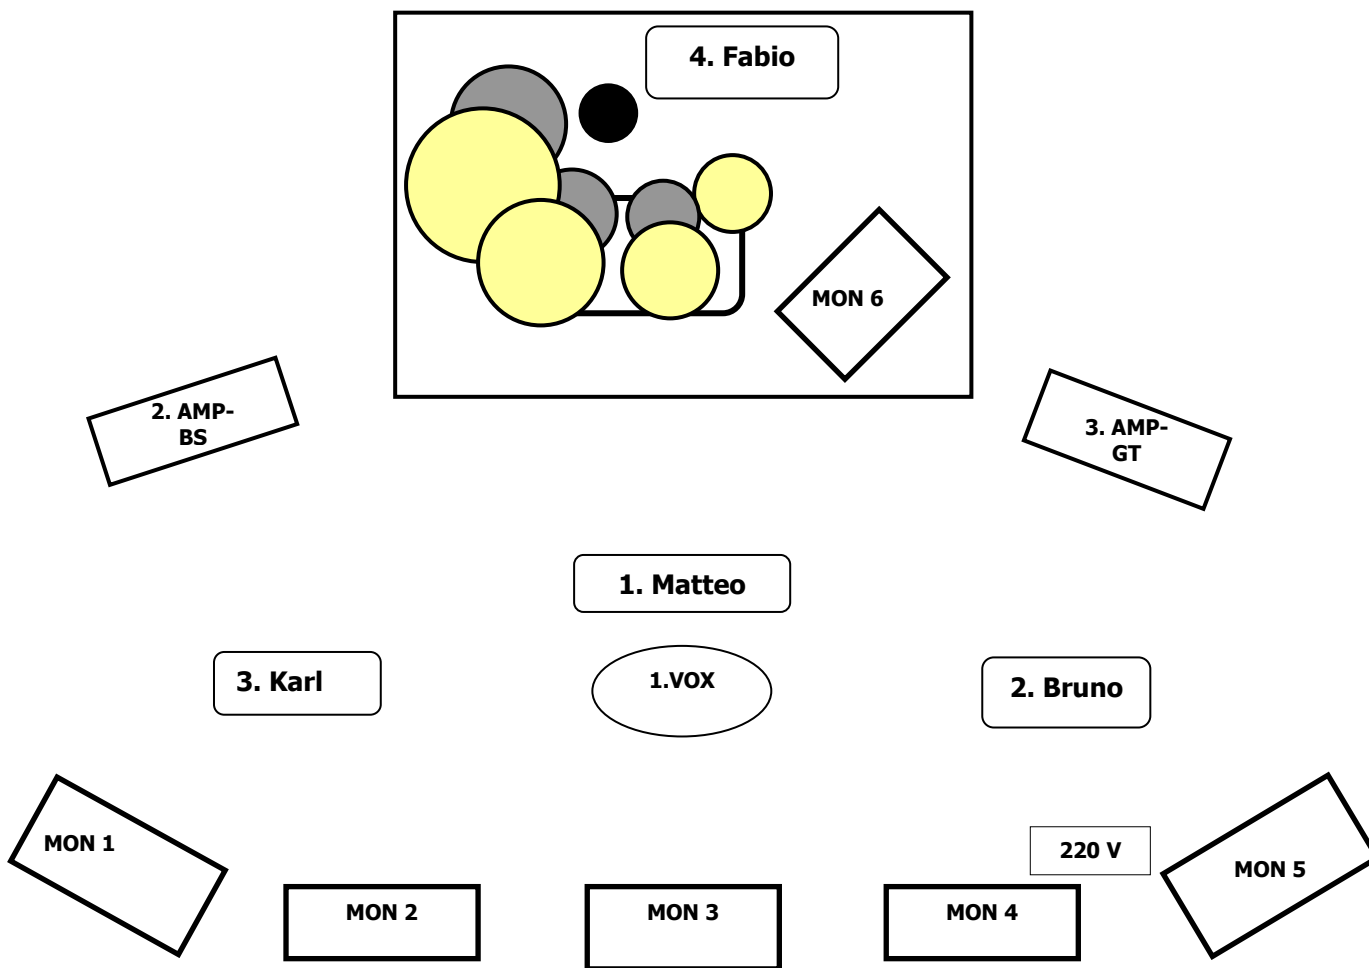 4. Fabio
MON 6
2. AMP-
BS
3. AMP-
GT
1. Matteo
3. Karl
1.VOX
2. Bruno
MON 1
220 V
MON 5
MON 2
MON 3
MON 4